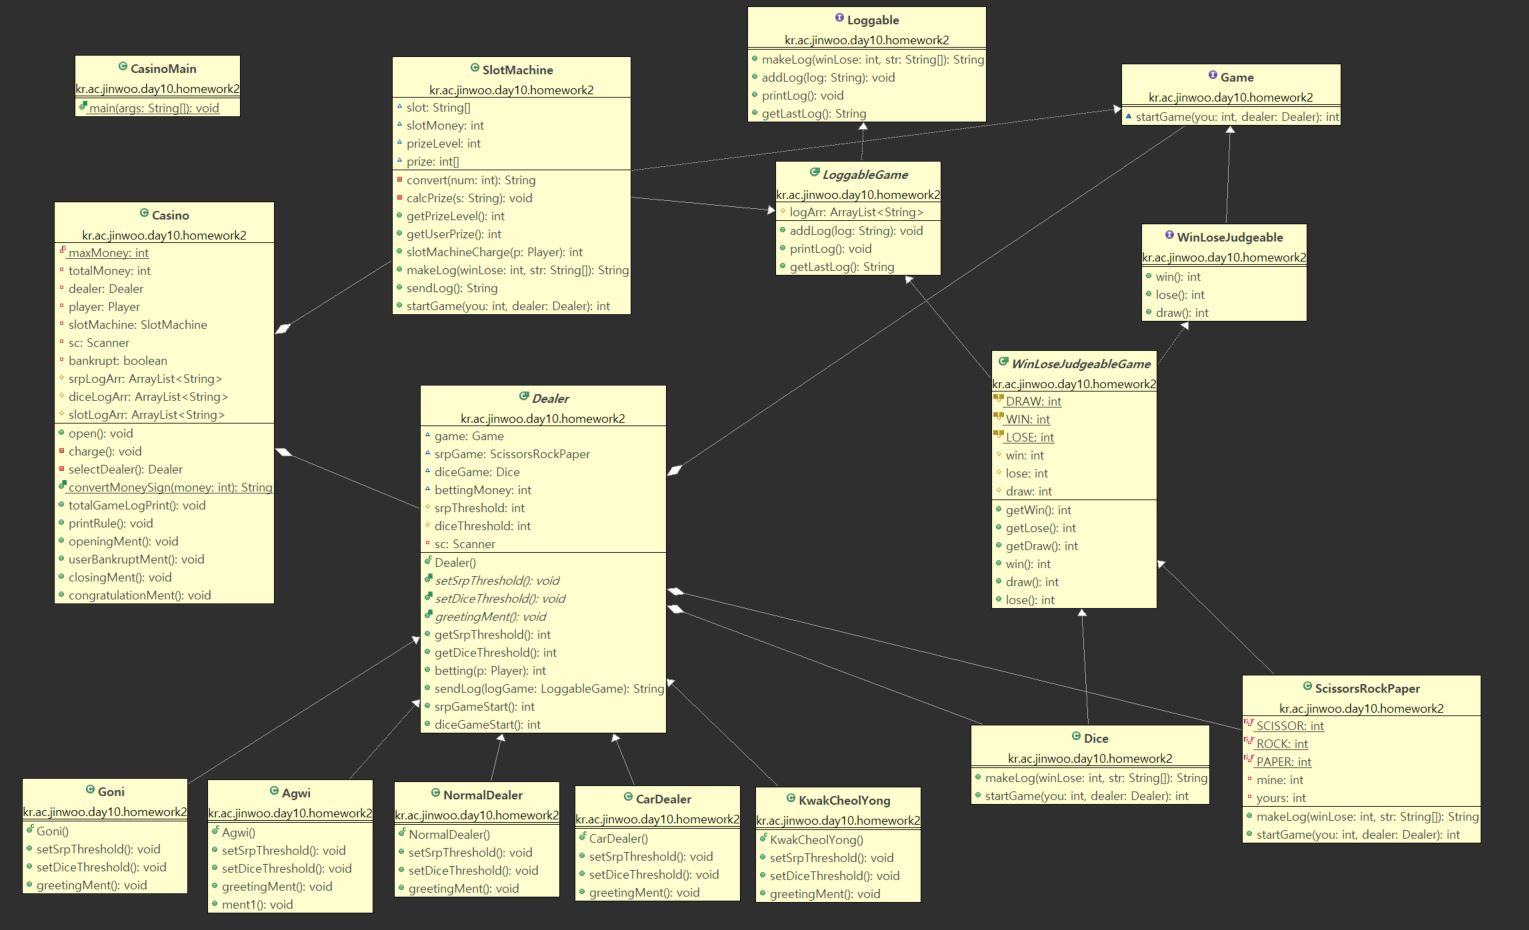 CasinoMain
kr.ac.jinwoo.day10.homework2
main(args: String[]): void
SlotMachine
kr.ac.jinwoo.day10.homework2
slot: String[]
slotMoney: int
prizeLevel: int
prize: int[]
convert(num: int): String
calcPrize(s: String): void
getPrizeLevel(): int
getUserPrize(): int
slotMachineCharge(p: Player): int
makeLog(winLose: int, str: String[]): String
sendLog(): String
startGame(you: int, dealer: Dealer): int
Loggable
kr.ac.jinwoo.day10.homework2
makeLog(winLose: int, str: String[]): String
addLog(log: String): void
printLog(): void
getLastLog(): String
Game
kr.ac.jinwoo.day10.homework2
startGame(you: int, dealer: Dealer): int
LoggableGame
kr.ac.jinwoo.day10.homework2
logArr: ArrayList<String>
addLog(log: String): void
printLog(): void
getLastLog(): String
Casino
kr.ac.jinwoo.day10.homework2
maxMoney: int
totalMoney: int
dealer: Dealer
player: Player
slotMachine: SlotMachine
sc: Scanner
bankrupt: boolean
srpLogArr: ArrayList<String>
diceLogArr: ArrayList<String>
slotLogArr: ArrayList<String>
open(): void
charge(): void
selectDealer(): Dealer
convertMoneySign(money: int): String
totalGameLogPrint(): void
printRule(): void
openingMent(): void
userBankruptMent(): void
closingMent(): void
congratulationMent(): void
WinLoseJudgeable
kr.ac.jinwoo.day10.homework2
win(): int
lose(): int
draw(): int
WinLoseJudgeableGame
kr.ac.jinwoo.day10.homework2
DRAW: int
WIN: int
LOSE: int
win: int
lose: int
draw: int
getWin(): int
getLose(): int
getDraw(): int
win(): int
draw(): int
lose(): int
Dealer
kr.ac.jinwoo.day10.homework2
game: Game
srpGame: ScissorsRockPaper
diceGame: Dice
bettingMoney: int
srpThreshold: int
diceThreshold: int
sc: Scanner
Dealer()
setSrpThreshold(): void
setDiceThreshold(): void
greetingMent(): void
getSrpThreshold(): int
getDiceThreshold(): int
betting(p: Player): int
sendLog(logGame: LoggableGame): String
srpGameStart(): int
diceGameStart(): int
ScissorsRockPaper
kr.ac.jinwoo.day10.homework2
SCISSOR: int
ROCK: int
PAPER: int
mine: int
yours: int
makeLog(winLose: int, str: String[]): String
startGame(you: int, dealer: Dealer): int
Dice
kr.ac.jinwoo.day10.homework2
makeLog(winLose: int, str: String[]): String
startGame(you: int, dealer: Dealer): int
Goni
kr.ac.jinwoo.day10.homework2
Goni()
setSrpThreshold(): void
setDiceThreshold(): void
greetingMent(): void
Agwi
kr.ac.jinwoo.day10.homework2
Agwi()
setSrpThreshold(): void
setDiceThreshold(): void
greetingMent(): void
ment1(): void
NormalDealer
kr.ac.jinwoo.day10.homework2
NormalDealer()
setSrpThreshold(): void
setDiceThreshold(): void
greetingMent(): void
CarDealer
kr.ac.jinwoo.day10.homework2
CarDealer()
setSrpThreshold(): void
setDiceThreshold(): void
greetingMent(): void
KwakCheolYong
kr.ac.jinwoo.day10.homework2
KwakCheolYong()
setSrpThreshold(): void
setDiceThreshold(): void
greetingMent(): void